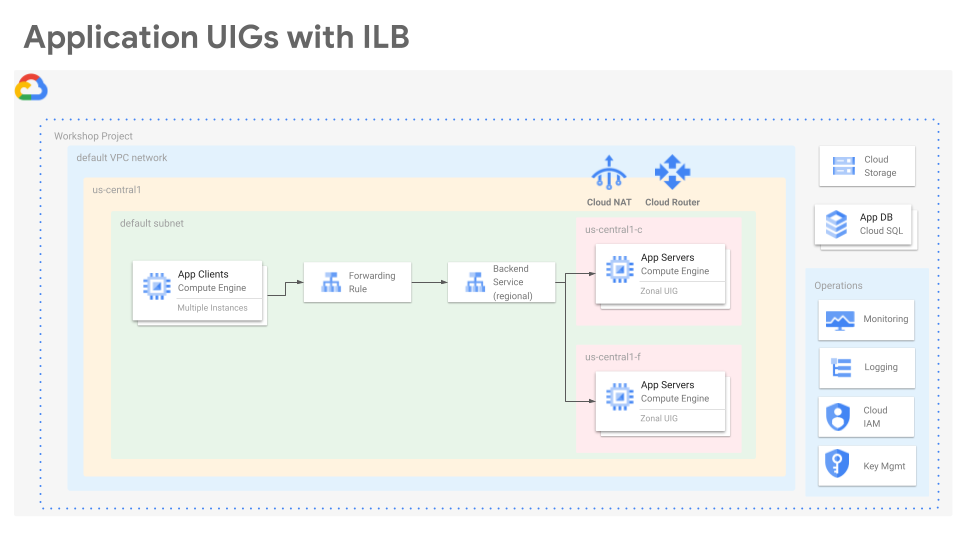 Application UIGs with ILB
Workshop Project
default VPC network
us-central1
Cloud NAT
Cloud Router
default subnet
us-central1-c
App Clients
Compute Engine
Multiple Instances
Forwarding
Rule
Backend
Service
(regional)
App Servers
Compute Engine
Zonal UIG
us-central1-f
App Servers
Compute Engine
Zonal UIG
Cloud
Storage
App DB
Cloud SQL
Operations
Monitoring
Logging
Cloud
IAM
Key Mgmt